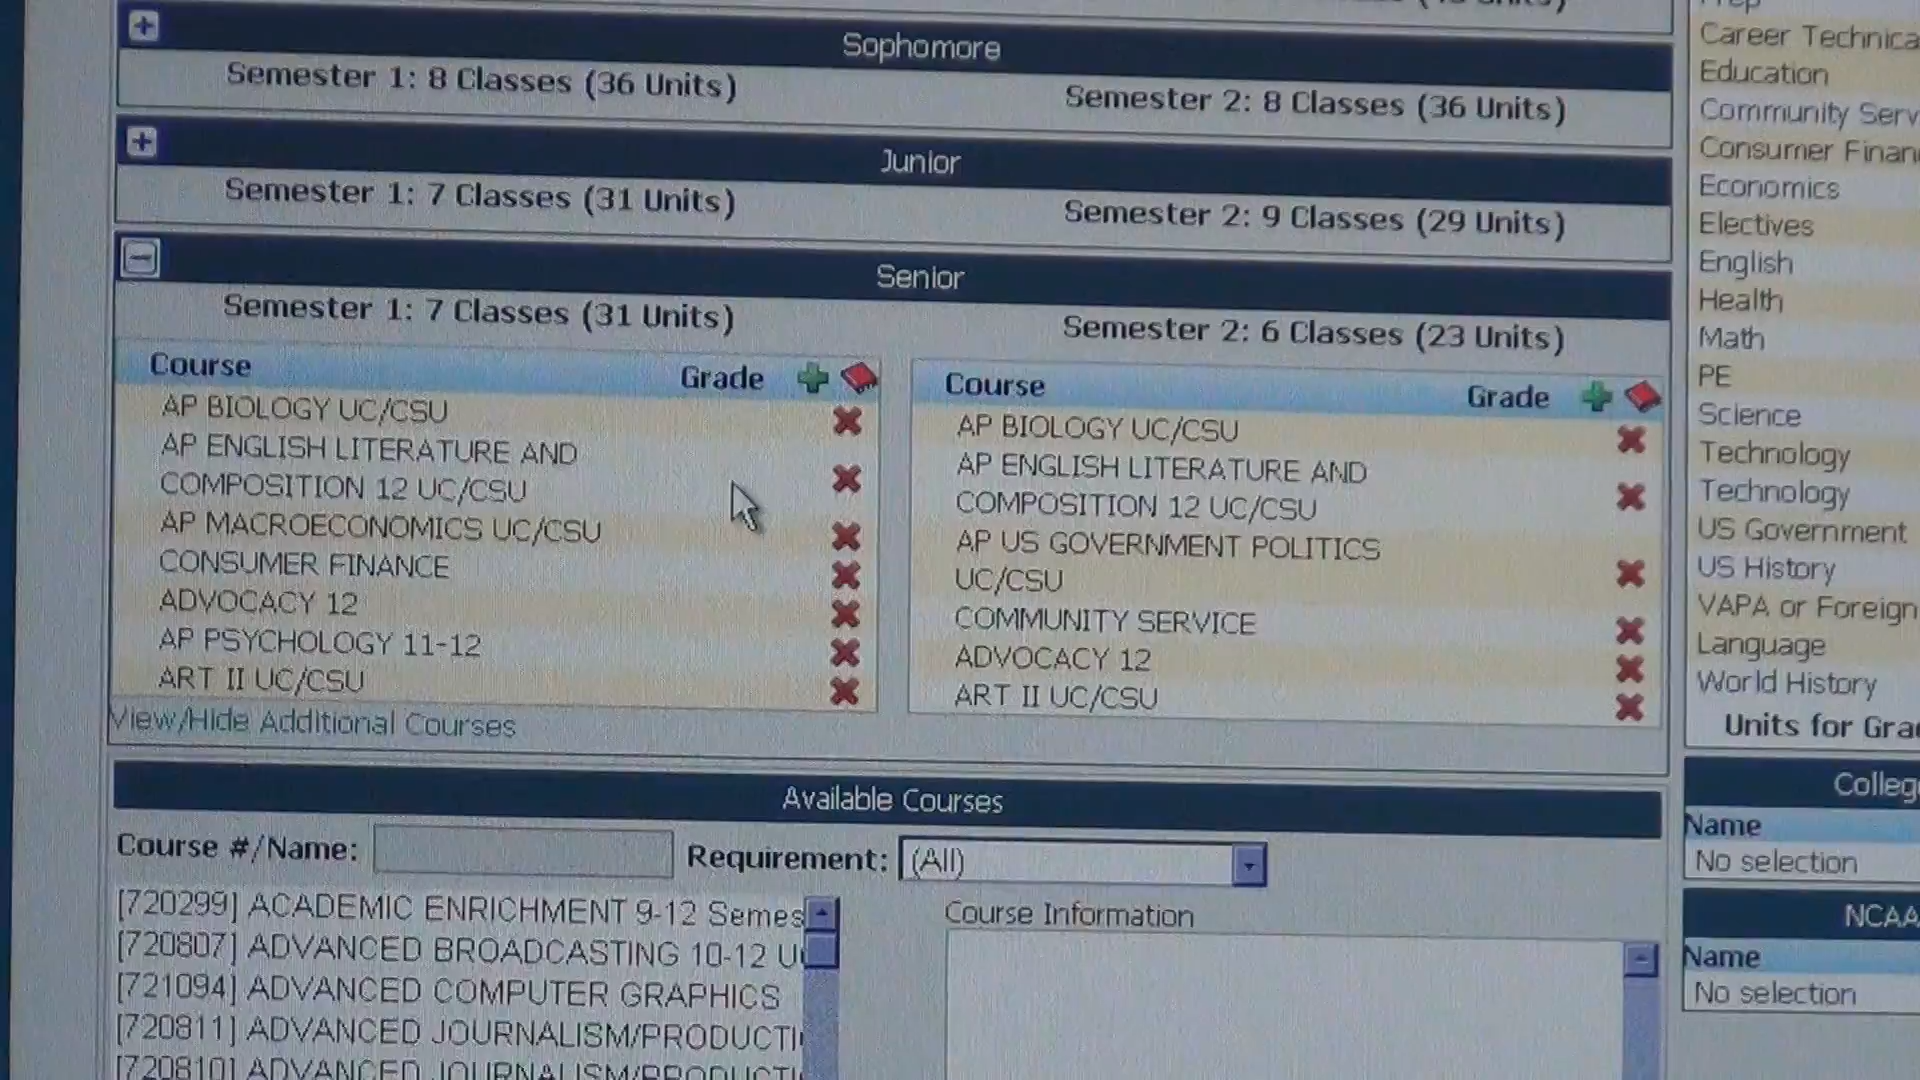 Sophomore
Semester 1: 8 Classes (36 Units)
Semester 2: 8 Classes (36 Units)
Junior
Semester 1: 7 Classes (31 Units)
Semester 2: 9 Classes (29 Units)
Senior
Semester 1: 7 Classes (31 Units)
Semester 2: 6 Classes (23 Units)
Course Grade
AP BIOLOGY UC/CSU
AP ENGLISH LITERATURE AND
COMPOSITION 12 UC/CSU
AP MACROECONOMICS UC/CSU
CONSUMER FINANCE
ADVOCACY 12
AP PSYCHOLOGY 11-12
ART II UC/CSU
View/Hide Additional Courses
Course Grade
AP BIOLOGY UC/CSU
AP ENGLISH LITERATURE AND
COMPOSITION 12 UC/CSU
AP US GOVERNMENT POLITICS
UC/CSU
COMMUNITY SERVICE
ADVOCACY 12
ART II UC/CSU
Available Courses
Course #/Name:
Requirement: (All)
[720299] ACADEMIC ENRICHMENT 9-12 Semes
[720807] ADVANCED BROADCASTING 10-12 U
[721094] ADVANCED COMPUTER GRAPHICS
[720811] ADVANCED JOURNALISM/PRODUCTI
[720810] ADVANCED JOURNALISM/PRODUCTI
Course Information
Prep
Career Technica
Education
Community Serv
Consumer Finan
Economics
Electives
English
Health
Math
PE
Science
Technology
Technology
US Government
US History
VAPA or Foreign
Language
World History
Units for Gra
Colleg
Name
No selection
NCAA
Name
No selection